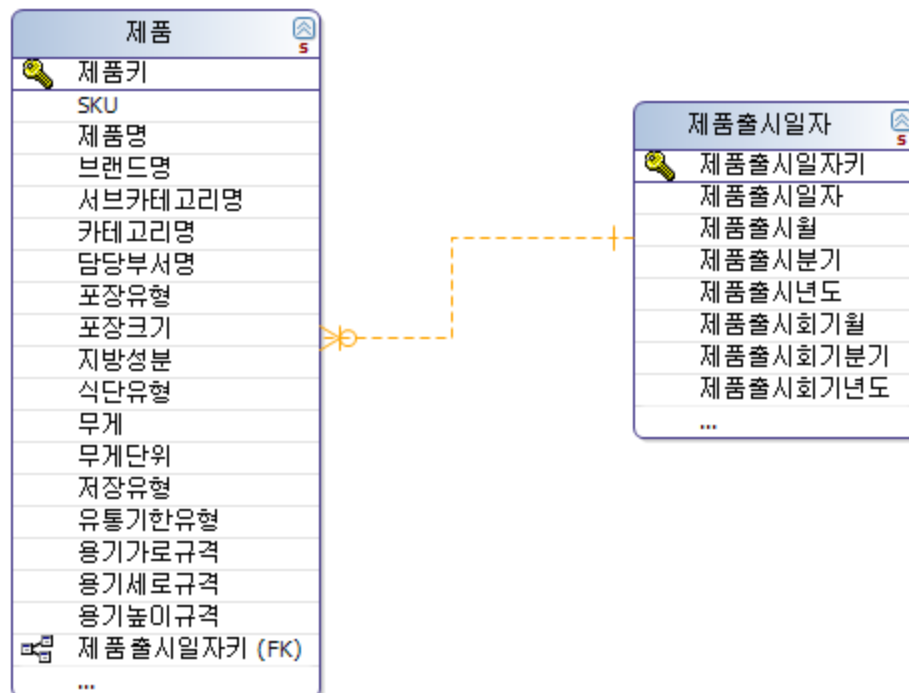 제품
S
제품키
SKU
제품명
브랜드명
서브카테고리명
카테고리명
담당부서명
포장유형
포장크기
지방성분
식단유형
무게
무게단위
저장유형
유통기한유형
용기가로규격
용기세로규격
용기높이규격
제품출시일자키 (FK)
...
제품출시일자
S
제품출시일자키
제품출시일자
제품출시월
제품출시분기
제품출시년도
제품출시회기월
제품출시회기분기
제품출시회기년도
...